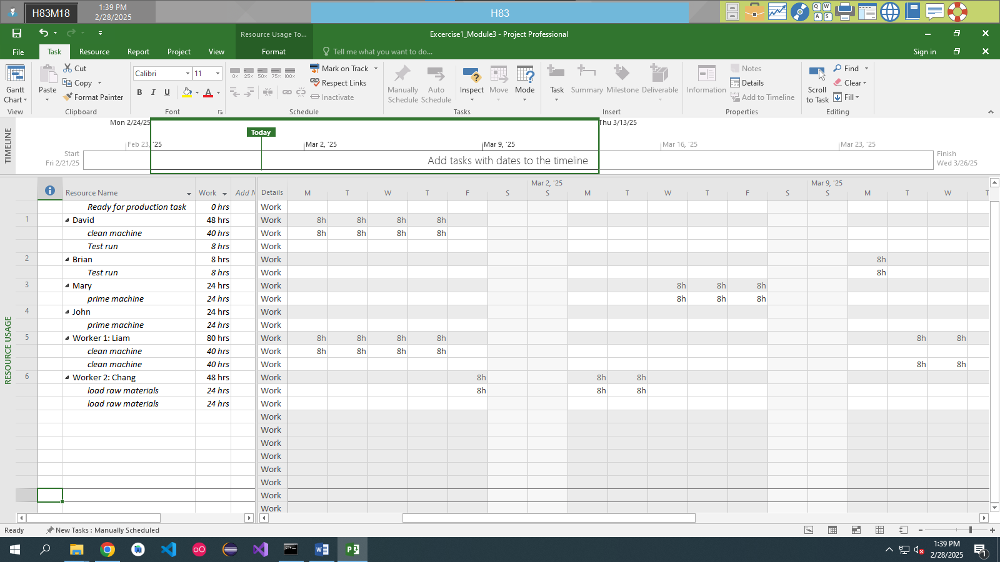 H83M18
1:39 PM
2/28/2025
H83
Resource Usage To...
Excercise1_Module3 - Project Professional
File
Task
Resource
Report
Project
View
Format
Tell me what you want to do...
Sign in
Gantt Chart
View
Paste
Cut
Copy
Format Painter
Clipboard
Calibri
11
B I U
Font
0% 25% 50% 75% 100%
Mark on Track
Respect Links
Inactivate
Schedule
Manually Schedule
Auto Schedule
Inspect
Move
Mode
Tasks
Task
Summary
Milestone
Deliverable
Insert
Information
Notes
Details
Add to Timeline
Properties
Scroll to Task
Find
Clear
Fill
Editing
TIMELINE
Mon 2/24/25
Thu 3/13/25
Today
Feb 23, '25
Mar 2, '25
Mar 9, '25
Mar 16, '25
Mar 23, '25
Start
Fri 2/21/25
Add tasks with dates to the timeline
Finish
Wed 3/26/25
RESOURCE USAGE
Mar 2, '25 Mar 9, '25
Resource Name Work Add N Details M T W T F S S M T W T F S S M T W T
Ready for production task 0 hrs Work
1 David 48 hrs Work 8h 8h 8h 8h
clean machine 40 hrs Work 8h 8h 8h 8h
Test run 8 hrs Work
2 Brian 8 hrs Work 8h
Test run 8 hrs Work 8h
3 Mary 24 hrs Work 8h 8h 8h
prime machine 24 hrs Work 8h 8h 8h
4 John 24 hrs Work
prime machine 24 hrs Work
5 Worker 1: Liam 80 hrs Work 8h 8h 8h 8h 8h 8h
clean machine 40 hrs Work 8h 8h 8h 8h
clean machine 40 hrs Work 8h 8h
6 Worker 2: Chang 48 hrs Work 8h 8h 8h
load raw materials 24 hrs Work 8h 8h 8h
load raw materials 24 hrs Work
Work
Work
Work
Work
Work
Work
Work
Work
Ready
New Tasks : Manually Scheduled
1:39 PM
2/28/2025
1